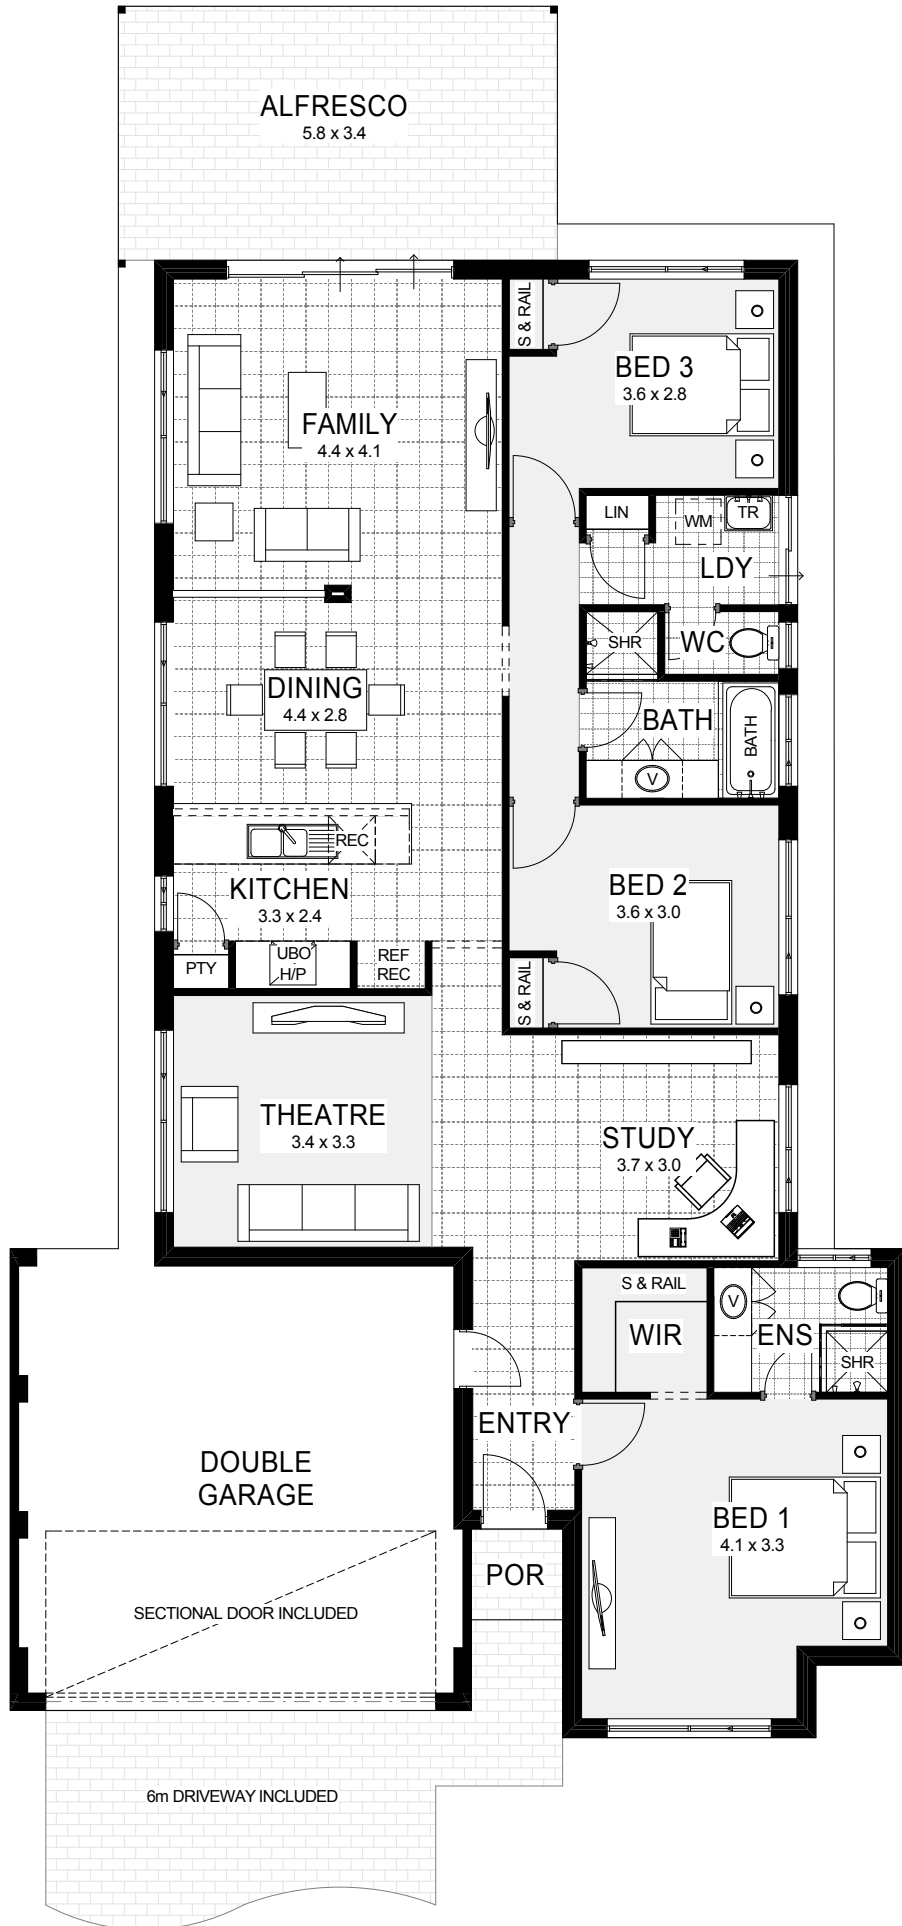 ALFRESCO
5.8 x 3.4
S & RAIL
BED 3
3.6 x 2.8
FAMILY
4.4 x 4.1
LIN
WM
TR
LDY
SHR
WC
DINING
4.4 x 2.8
BATH
BATH
V
REC
KITCHEN
3.3 x 2.4
BED 2
3.6 x 3.0
PTY
UBO
H/P
REF
REC
S & RAIL
THEATRE
3.4 x 3.3
STUDY
3.7 x 3.0
S & RAIL
WIR
V
ENS
SHR
ENTRY
DOUBLE
GARAGE
BED 1
4.1 x 3.3
POR
SECTIONAL DOOR INCLUDED
6m DRIVEWAY INCLUDED